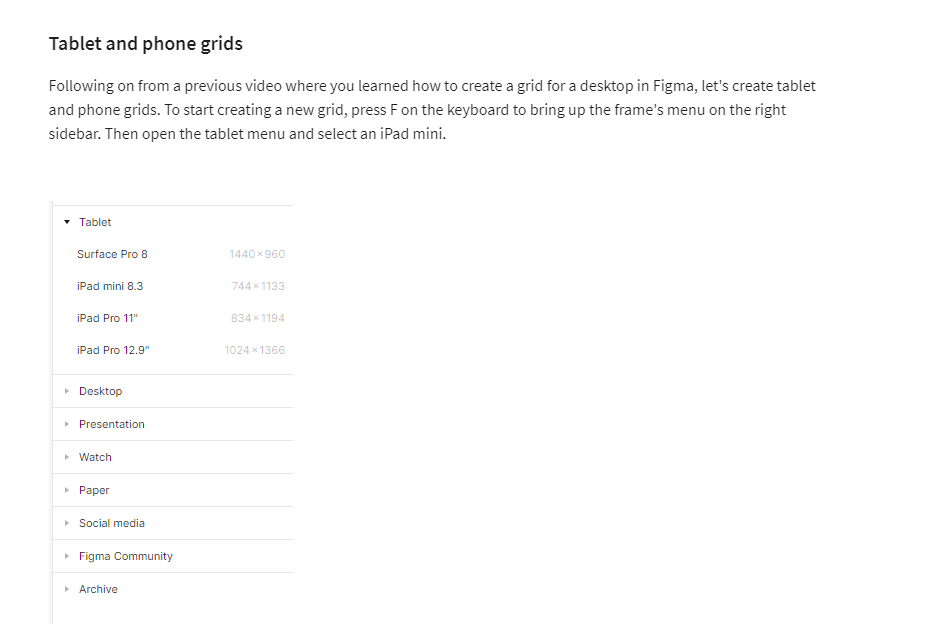 Tablet and phone grids
Following on from a previous video where you learned how to create a grid for a desktop in Figma, let's create tablet
and phone grids. To start creating a new grid, press F on the keyboard to bring up the frame's menu on the right
sidebar. Then open the tablet menu and select an iPad mini.
Tablet
Surface Pro 8 1440×960
iPad mini 8.3 744×1133
iPad Pro 11" 834×1194
iPad Pro 12.9" 1024×1366
Desktop
Presentation
Watch
Paper
Social media
Figma Community
Archive